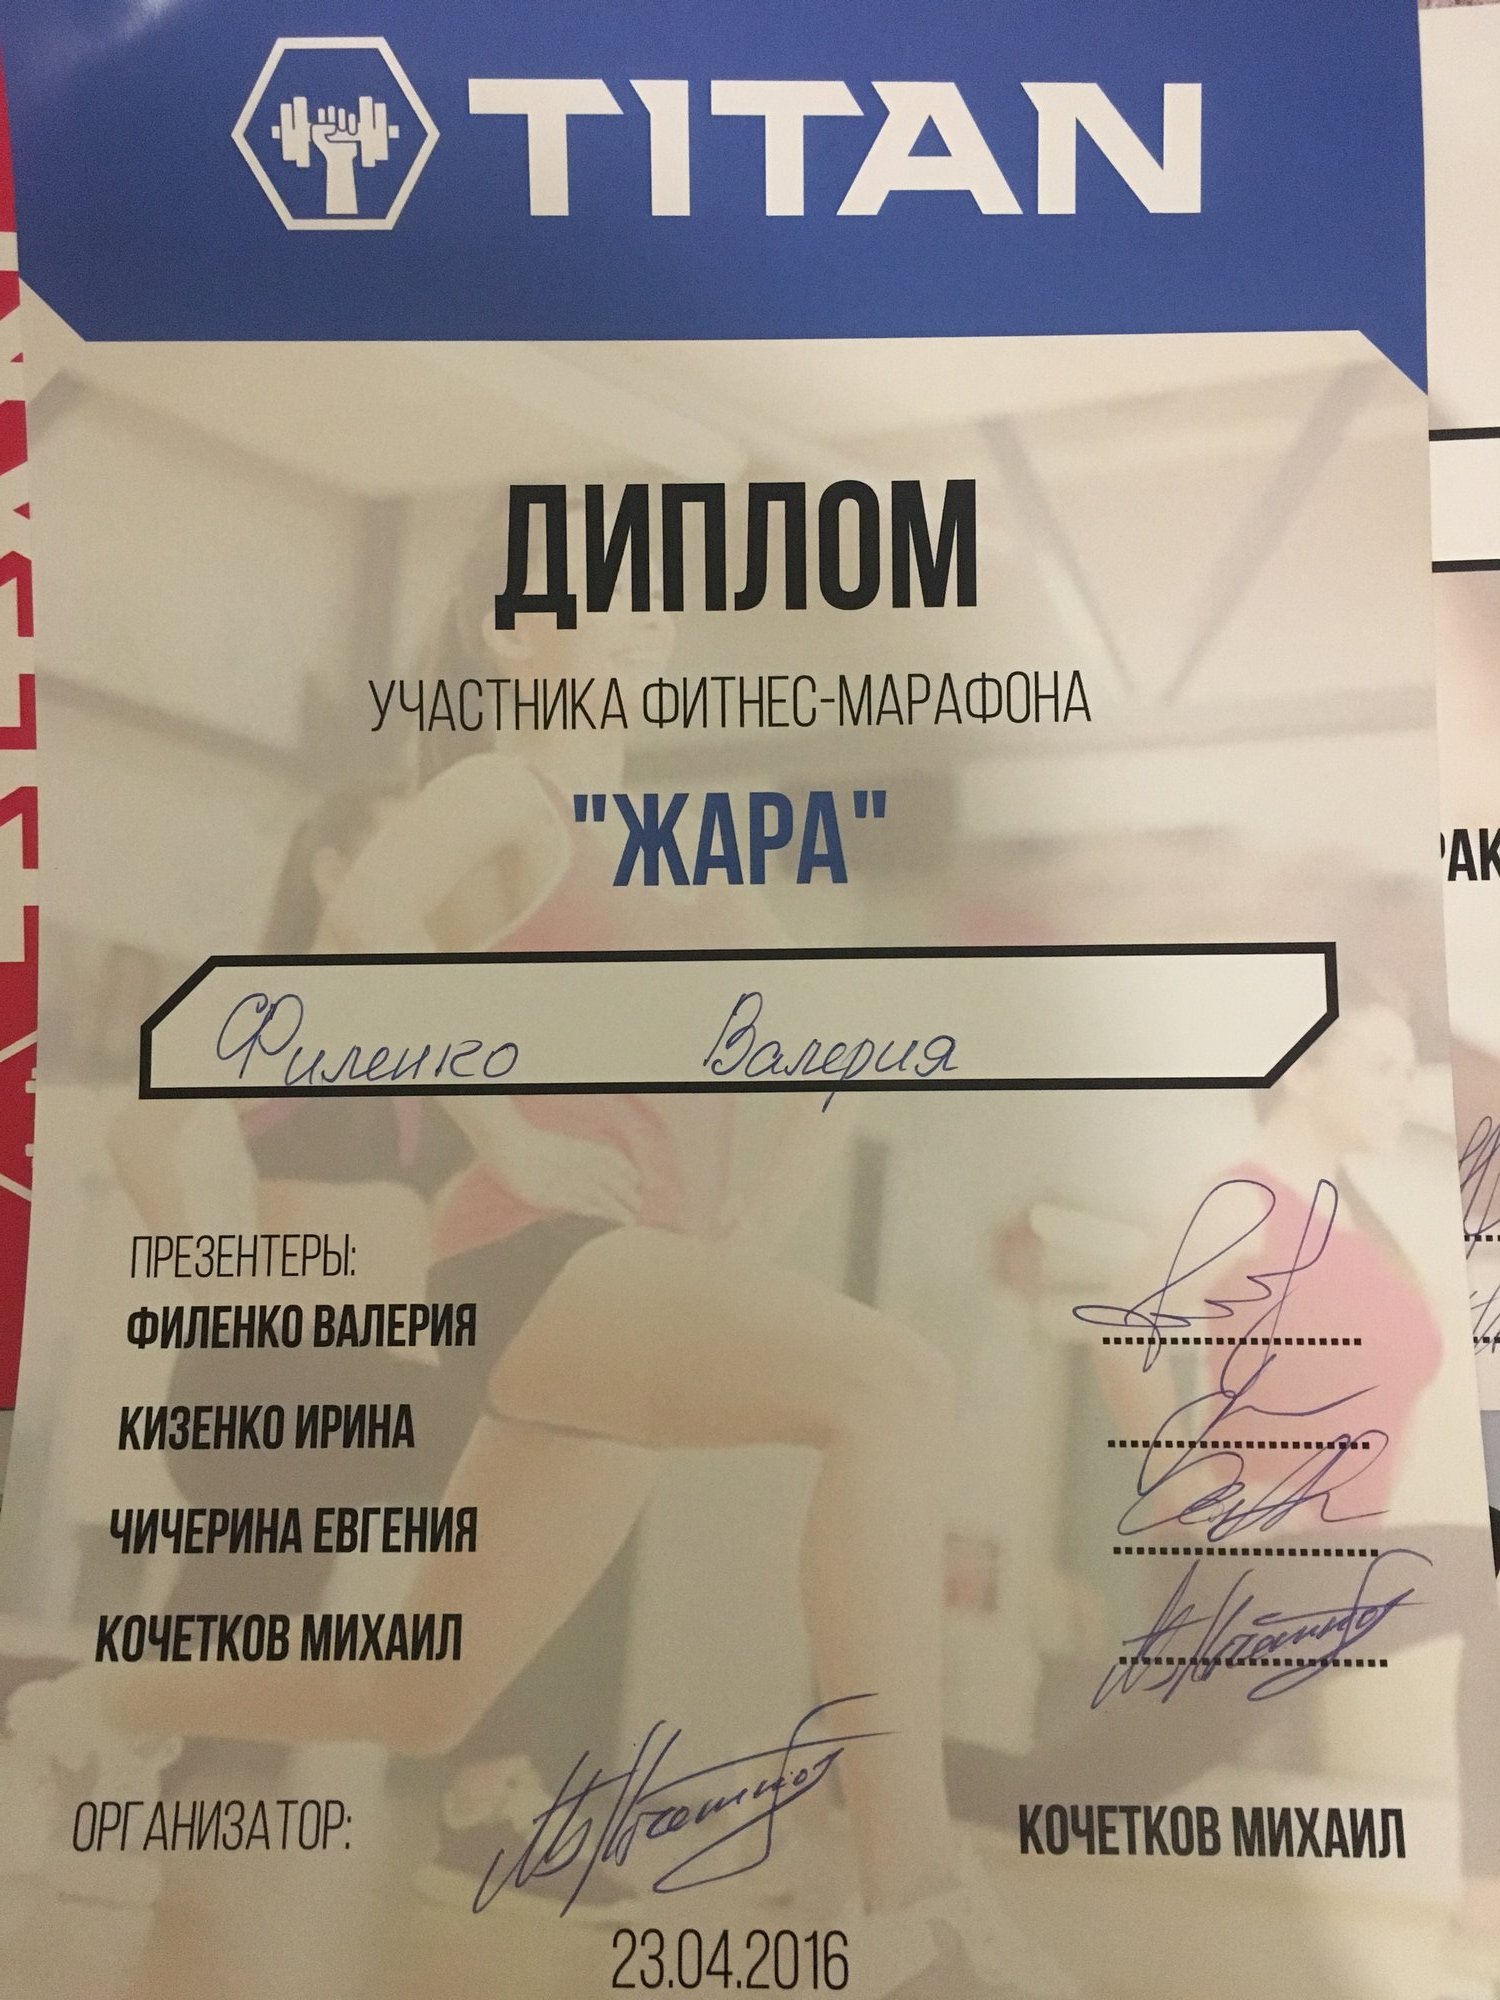 TITAN
ДИПЛОМ
УЧАСТНИКА ФИТНЕС-МАРАФОНА
"ЖАРА"
Филенко Валерия
ПРЕЗЕНТЕРЫ:
ФИЛЕНКО ВАЛЕРИЯ
КИЗЕНКО ИРИНА
ЧИЧЕРИНА ЕВГЕНИЯ
КОЧЕТКОВ МИХАИЛ
ОРГАНИЗАТОР: КОЧЕТКОВ МИХАИЛ
23.04.2016